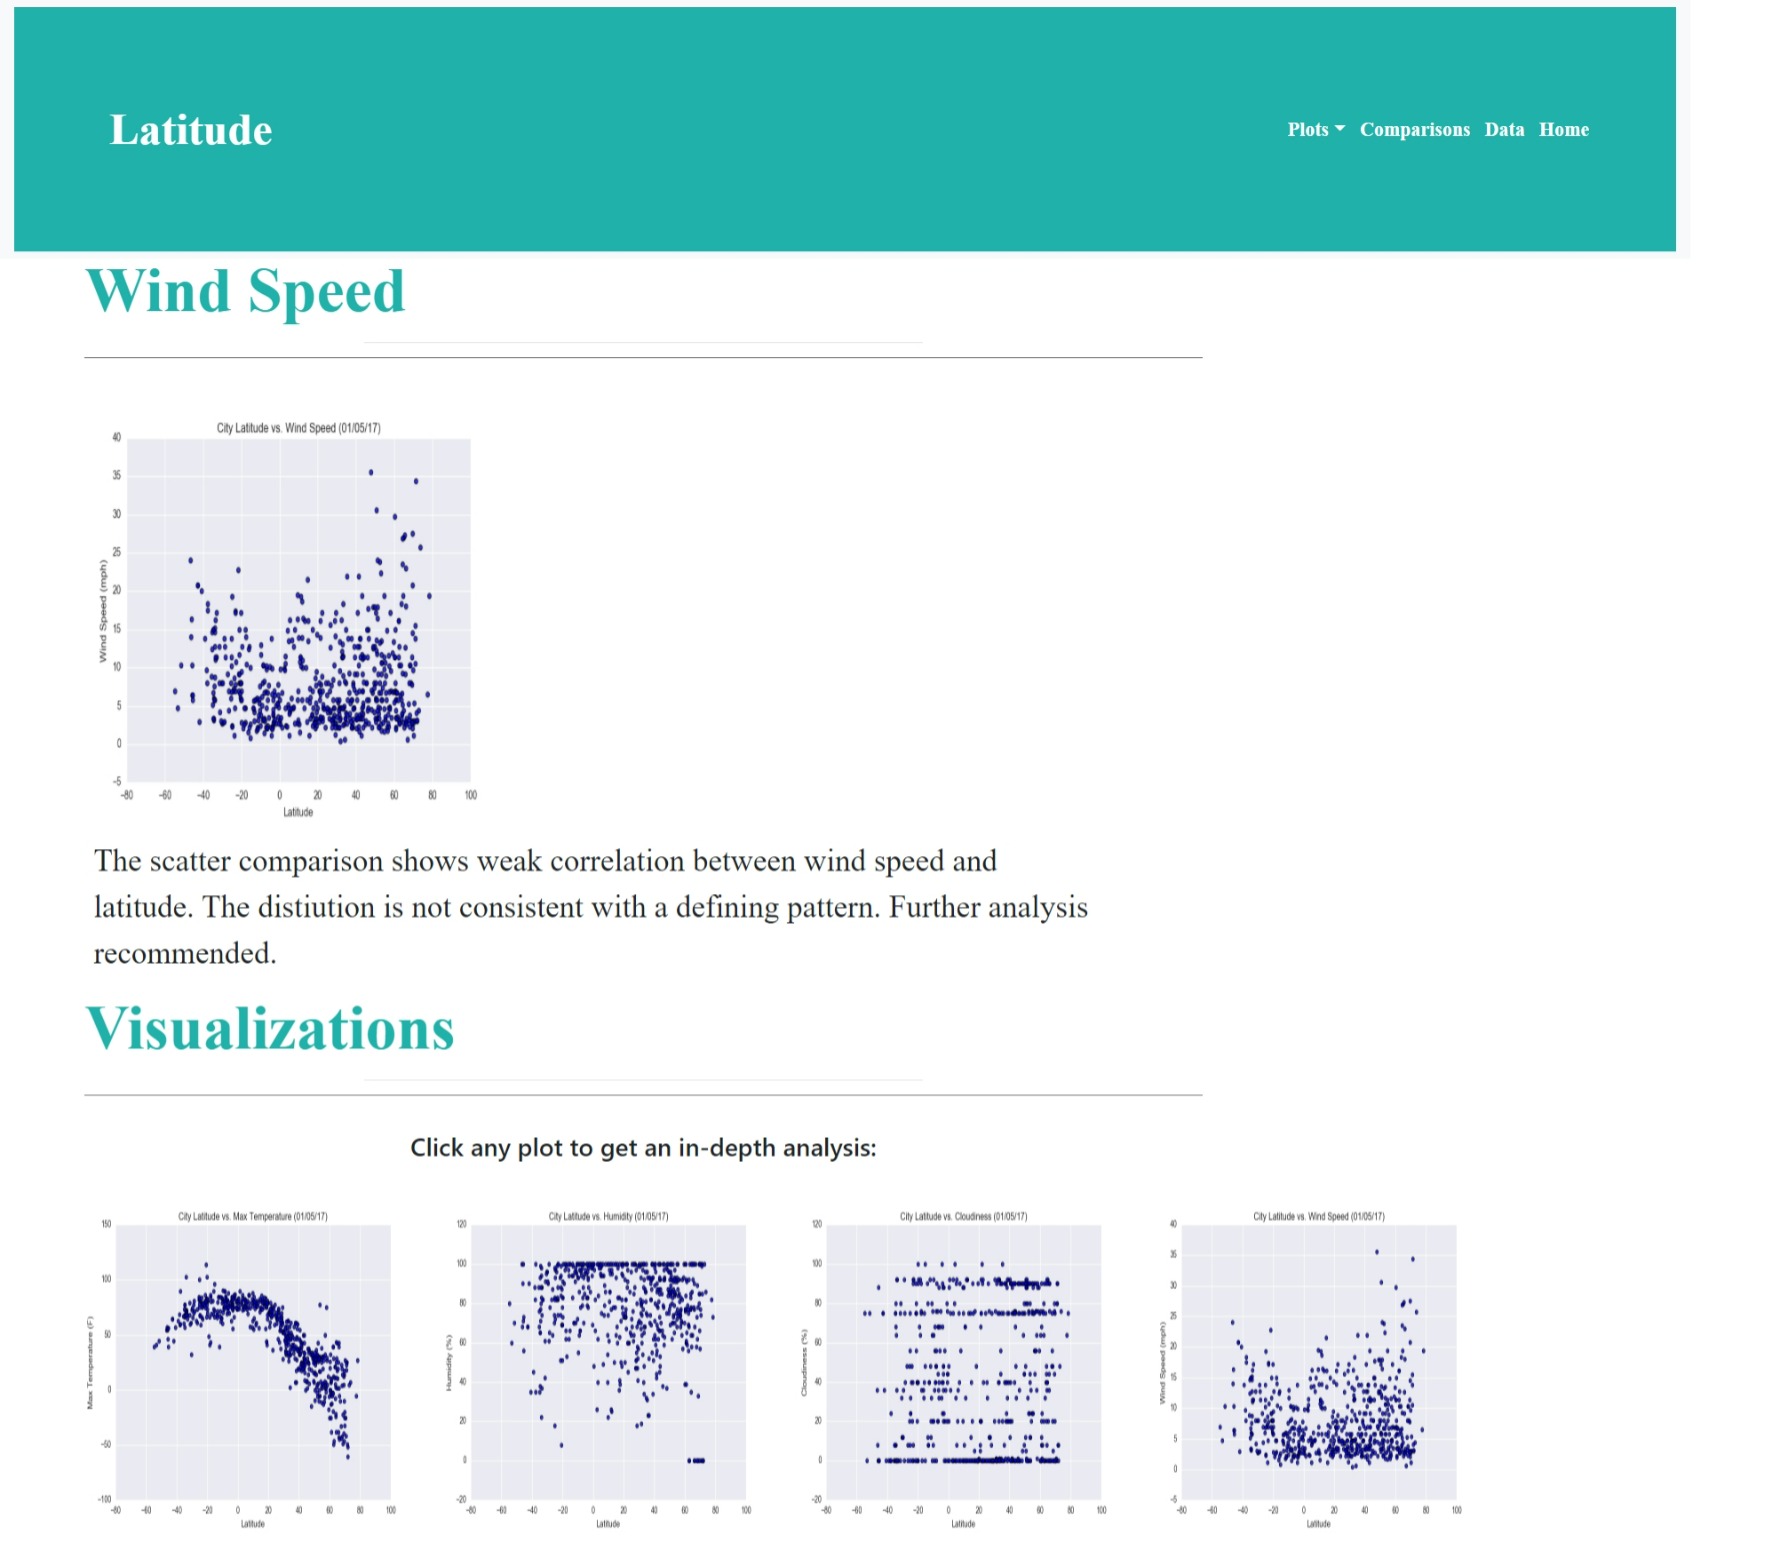 Latitude
Plots Comparisons Data Home
Wind Speed
City Latitude vs. Wind Speed (01/05/17)
40
35
30
25
20
15
10
5
0
-5
Wind Speed (mph)
-80 -60 -40 -20 0 20 40 60 80 100
Latitude
The scatter comparison shows weak correlation between wind speed and
latitude. The distiution is not consistent with a defining pattern. Further analysis
recommended.
Visualizations
Click any plot to get an in-depth analysis:
City Latitude vs. Max Temperature (01/05/17)
150
100
50
0
-50
-100
Max Temperature (F)
-80 -60 -40 -20 0 20 40 60 80 100
Latitude
City Latitude vs. Humidity (01/05/17)
120
100
80
60
40
20
0
-20
Humidity (%)
-80 -60 -40 -20 0 20 40 60 80 100
Latitude
City Latitude vs. Cloudiness (01/05/17)
120
100
80
60
40
20
0
-20
Cloudiness (%)
-80 -60 -40 -20 0 20 40 60 80 100
Latitude
City Latitude vs. Wind Speed (01/05/17)
40
35
30
25
20
15
10
5
0
-5
Wind Speed (mph)
-80 -60 -40 -20 0 20 40 60 80 100
Latitude